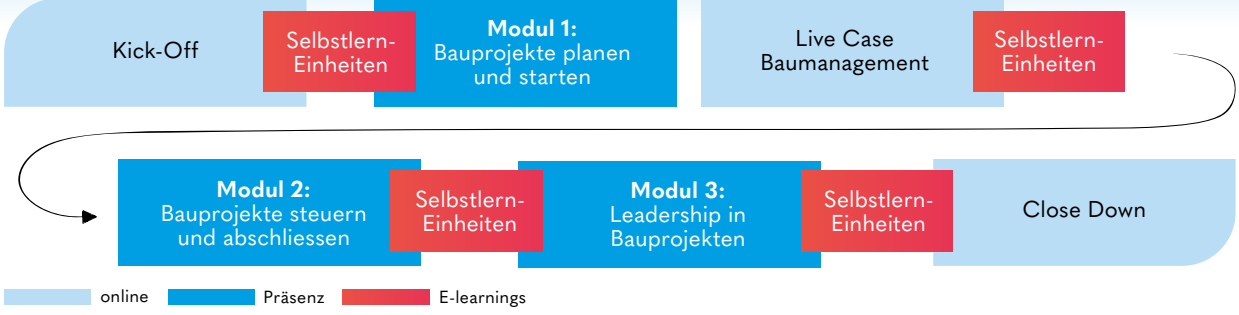 Kick-Off
Selbstlern-
Einheiten
Modul 1:
Bauprojekte planen
und starten
Live Case
Baumanagement
Selbstlern-
Einheiten
Modul 2:
Bauprojekte steuern
und abschliessen
Selbstlern-
Einheiten
Modul 3:
Leadership in
Bauprojekten
Selbstlern-
Einheiten
Close Down
online
Präsenz
E-learnings